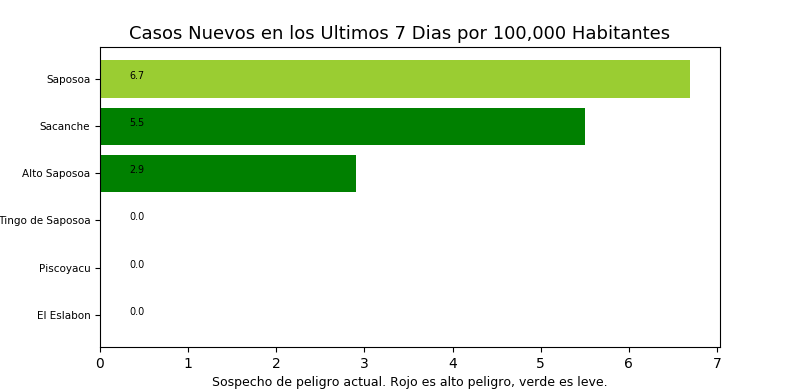 Casos Nuevos en los Ultimos 7 Dias por 100,000 Habitantes
Saposoa 6.7
Sacanche 5.5
Alto Saposoa 2.9
Tingo de Saposoa 0.0
Piscoyacu 0.0
El Eslabon 0.0
0 1 2 3 4 5 6 7
Sospecho de peligro actual. Rojo es alto peligro, verde es leve.